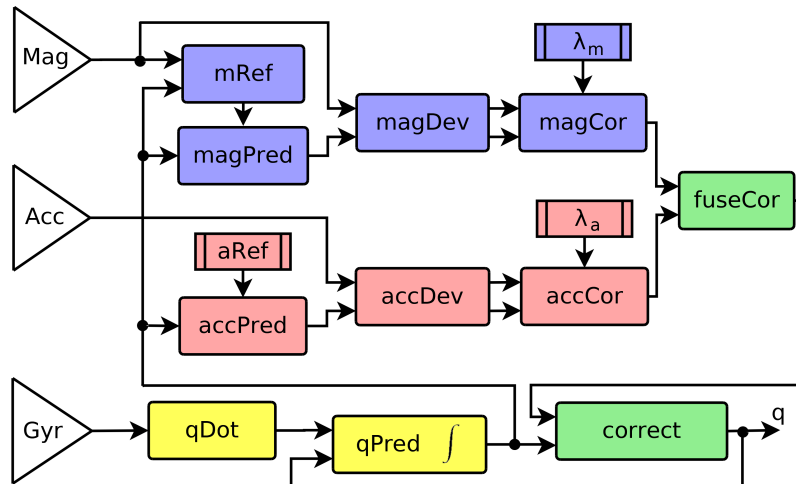 Mag
mRef
magPred
magDev
λm
magCor
Acc
aRef
accPred
accDev
λa
accCor
fuseCor
Gyr
qDot
qPred ∫
correct
q